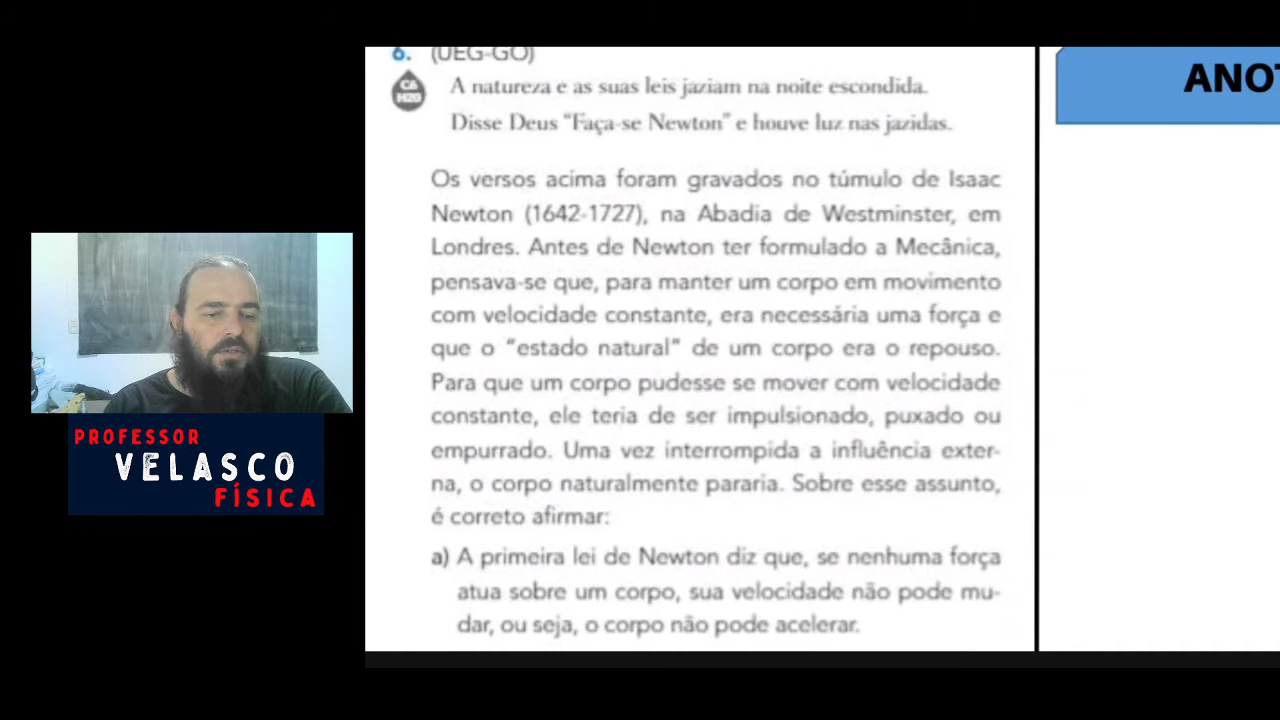 6. (UEG-GO)
C6
H20
A natureza e as suas leis jaziam na noite escondida.
Disse Deus “Faça-se Newton” e houve luz nas jazidas.
Os versos acima foram gravados no túmulo de Isaac
Newton (1642-1727), na Abadia de Westminster, em
Londres. Antes de Newton ter formulado a Mecânica,
pensava-se que, para manter um corpo em movimento
com velocidade constante, era necessária uma força e
que o “estado natural” de um corpo era o repouso.
Para que um corpo pudesse se mover com velocidade
constante, ele teria de ser impulsionado, puxado ou
empurrado. Uma vez interrompida a influência exter-
na, o corpo naturalmente pararia. Sobre esse assunto,
é correto afirmar:
a) A primeira lei de Newton diz que, se nenhuma força
atua sobre um corpo, sua velocidade não pode mu-
dar, ou seja, o corpo não pode acelerar.
ANOT
PROFESSOR
VELASCO
FÍSICA